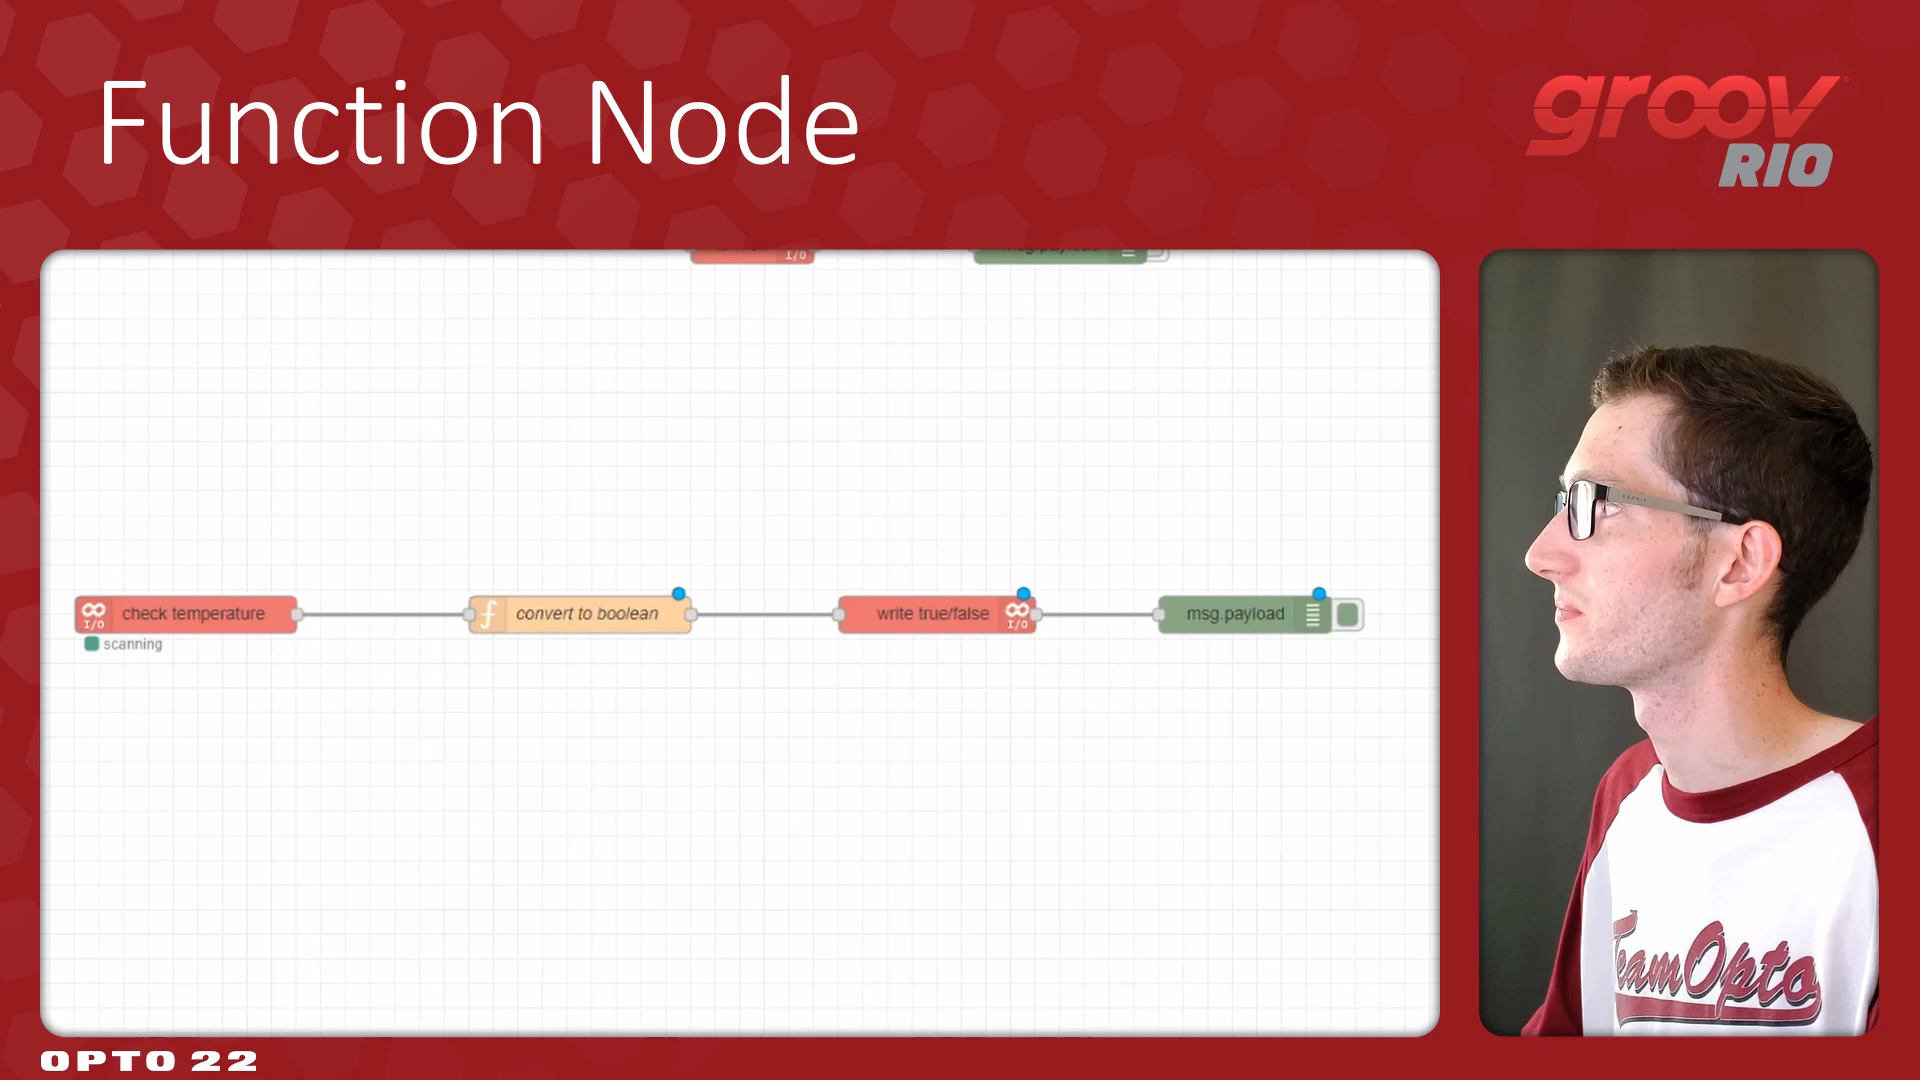 Function Node
groov
RIO
I/O
check temperature
I/O
scanning
convert to boolean
write true/false
I/O
msg.payload
TeamOpto
OPTO 22